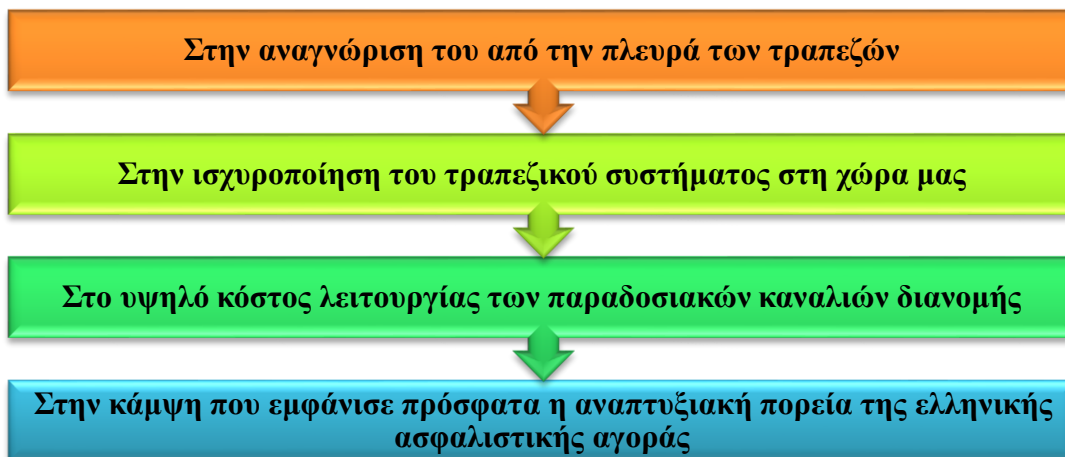 Στην αναγνώριση του από την πλευρά των τραπεζών
Στην ισχυροποίηση του τραπεζικού συστήματος στη χώρα μας
Στο υψηλό κόστος λειτουργίας των παραδοσιακών καναλιών διανομής
Στην κάμψη που εμφάνισε πρόσφατα η αναπτυξιακή πορεία της ελληνικής
ασφαλιστικής αγοράς